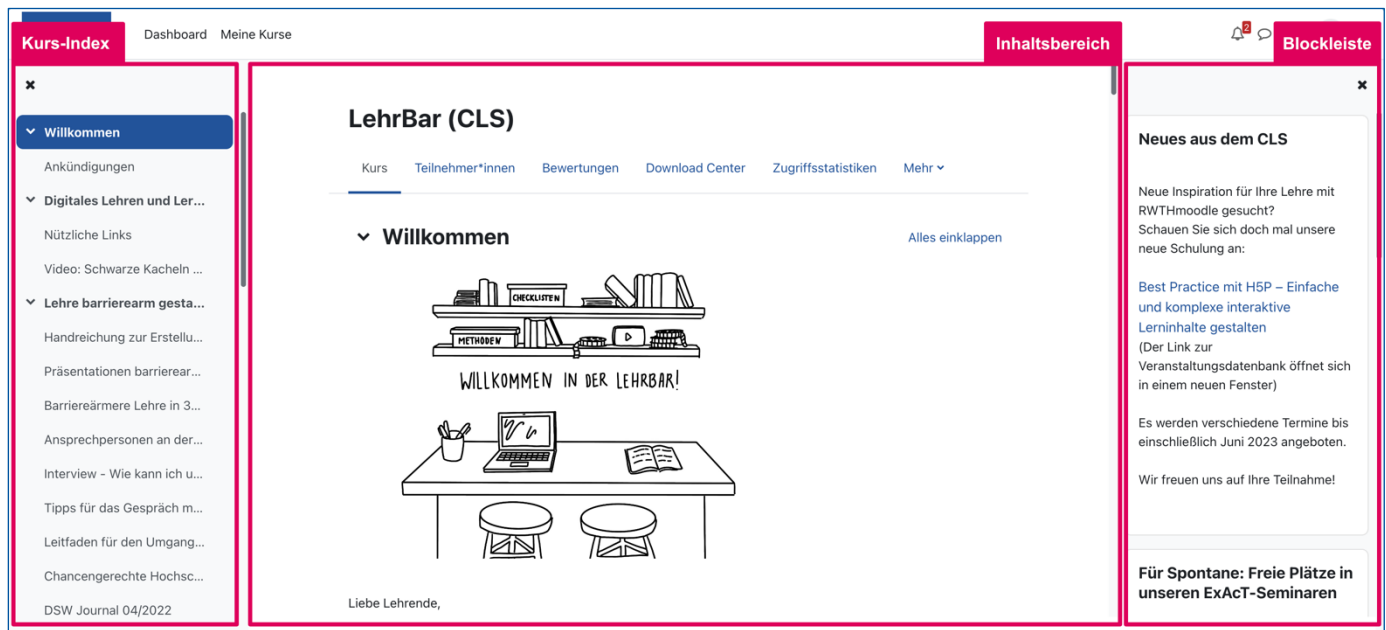 Kurs-Index
Dashboard Meine Kurse
Inhaltsbereich
2
Blockleiste
Willkommen
Ankündigungen
Digitales Lehren und Ler...
Nützliche Links
Video: Schwarze Kacheln ...
Lehre barrierearm gesta...
Handreichung zur Erstellu...
Präsentationen barrierear...
Barriereärmere Lehre in 3...
Ansprechpersonen an der...
Interview - Wie kann ich u...
Tipps für das Gespräch m...
Leitfaden für den Umgang...
Chancengerechte Hochsc...
DSW Journal 04/2022
LehrBar (CLS)
Kurs Teilnehmer*innen Bewertungen Download Center Zugriffsstatistiken Mehr
Willkommen
Alles einklappen
CHECKLISTEN
METHODEN
WILLKOMMEN IN DER LEHRBAR!
Liebe Lehrende,
Neues aus dem CLS
Neue Inspiration für Ihre Lehre mit
RWTHmoodle gesucht?
Schauen Sie sich doch mal unsere
neue Schulung an:
Best Practice mit H5P – Einfache
und komplexe interaktive
Lerninhalte gestalten
(Der Link zur
Veranstaltungsdatenbank öffnet sich
in einem neuen Fenster)
Es werden verschiedene Termine bis
einschließlich Juni 2023 angeboten.
Wir freuen uns auf Ihre Teilnahme!
Für Spontane: Freie Plätze in
unseren ExAcT-Seminaren